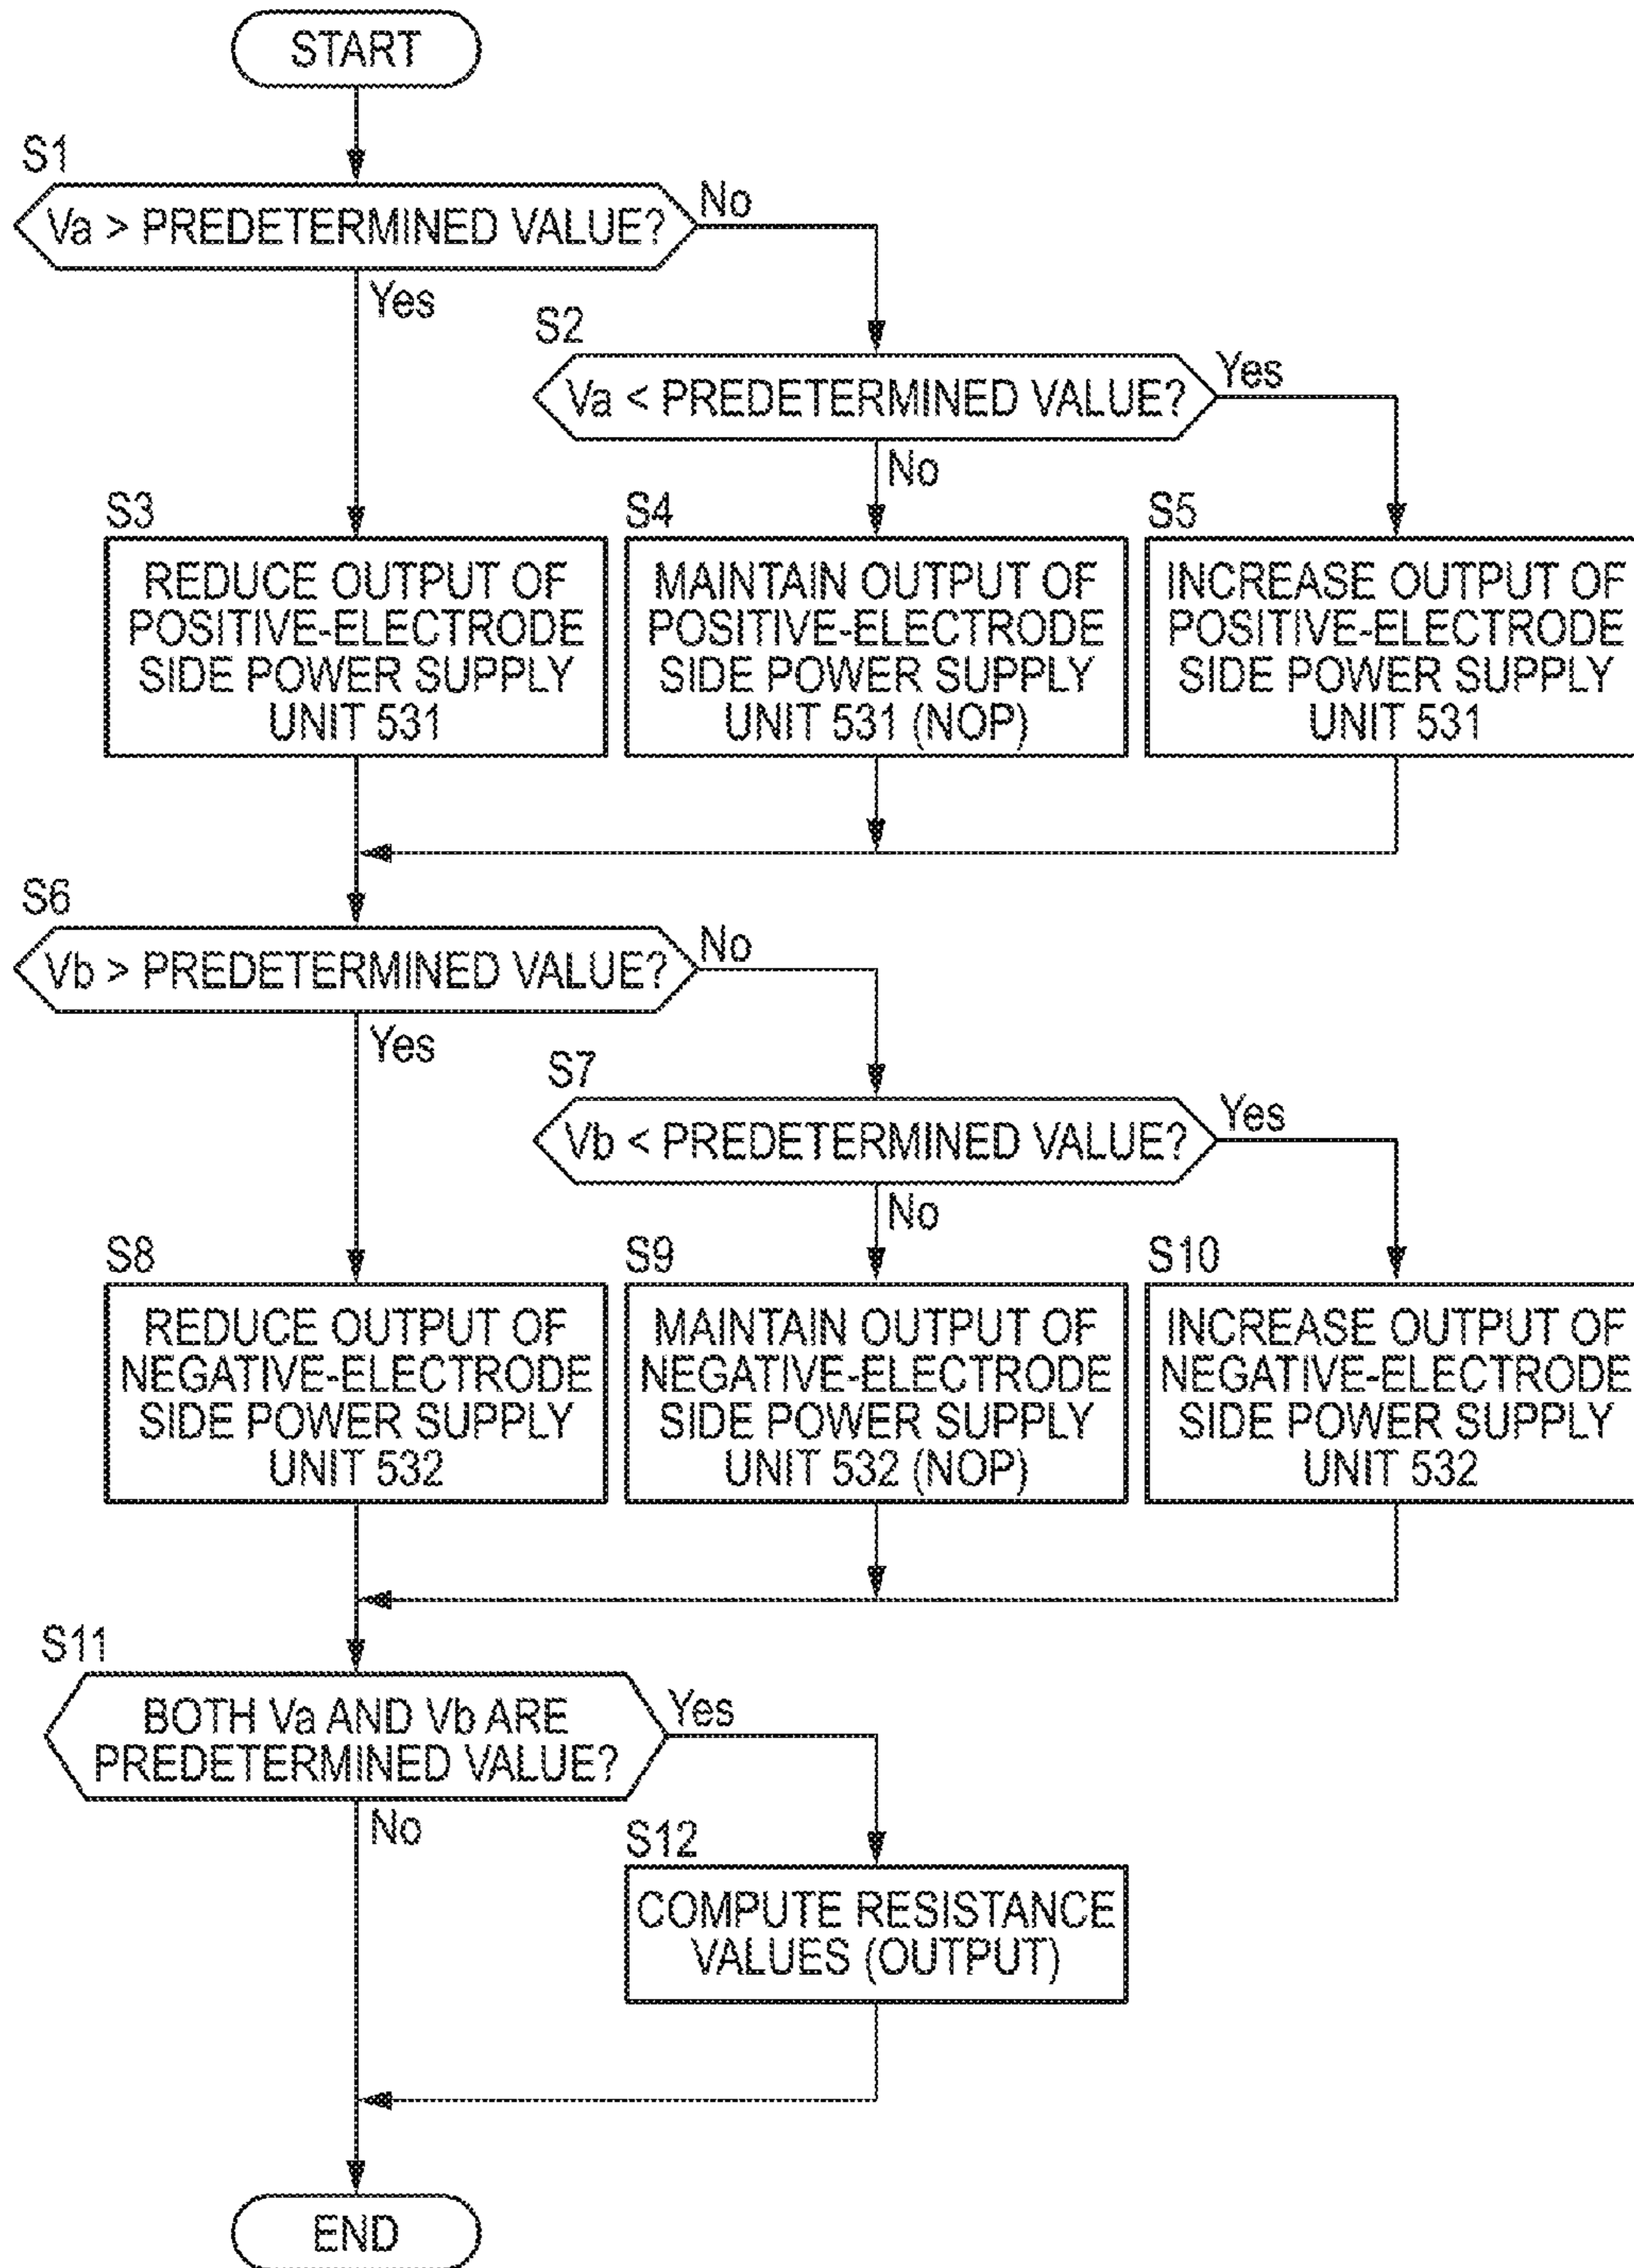 START
S1
Va > PREDETERMINED VALUE?
No
Yes
S2
Va < PREDETERMINED VALUE?
Yes
No
S3
REDUCE OUTPUT OF
POSITIVE-ELECTRODE
SIDE POWER SUPPLY
UNIT 531
S4
MAINTAIN OUTPUT OF
POSITIVE-ELECTRODE
SIDE POWER SUPPLY
UNIT 531 (NOP)
S5
INCREASE OUTPUT OF
POSITIVE-ELECTRODE
SIDE POWER SUPPLY
UNIT 531
S6
Vb > PREDETERMINED VALUE?
No
Yes
S7
Vb < PREDETERMINED VALUE?
Yes
No
S8
REDUCE OUTPUT OF
NEGATIVE-ELECTRODE
SIDE POWER SUPPLY
UNIT 532
S9
MAINTAIN OUTPUT OF
NEGATIVE-ELECTRODE
SIDE POWER SUPPLY
UNIT 532 (NOP)
S10
INCREASE OUTPUT OF
NEGATIVE-ELECTRODE
SIDE POWER SUPPLY
UNIT 532
S11
BOTH Va AND Vb ARE
PREDETERMINED VALUE?
Yes
No
S12
COMPUTE RESISTANCE
VALUES (OUTPUT)
END